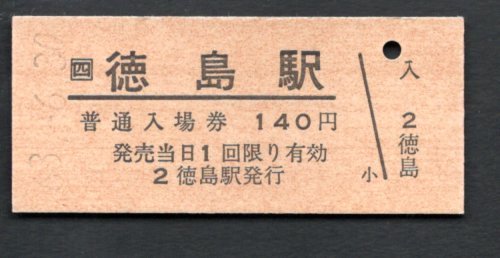 四 徳島駅
普通入場券 140円
発売当日1回限り有効
2 徳島駅発行
小
入
2 徳島